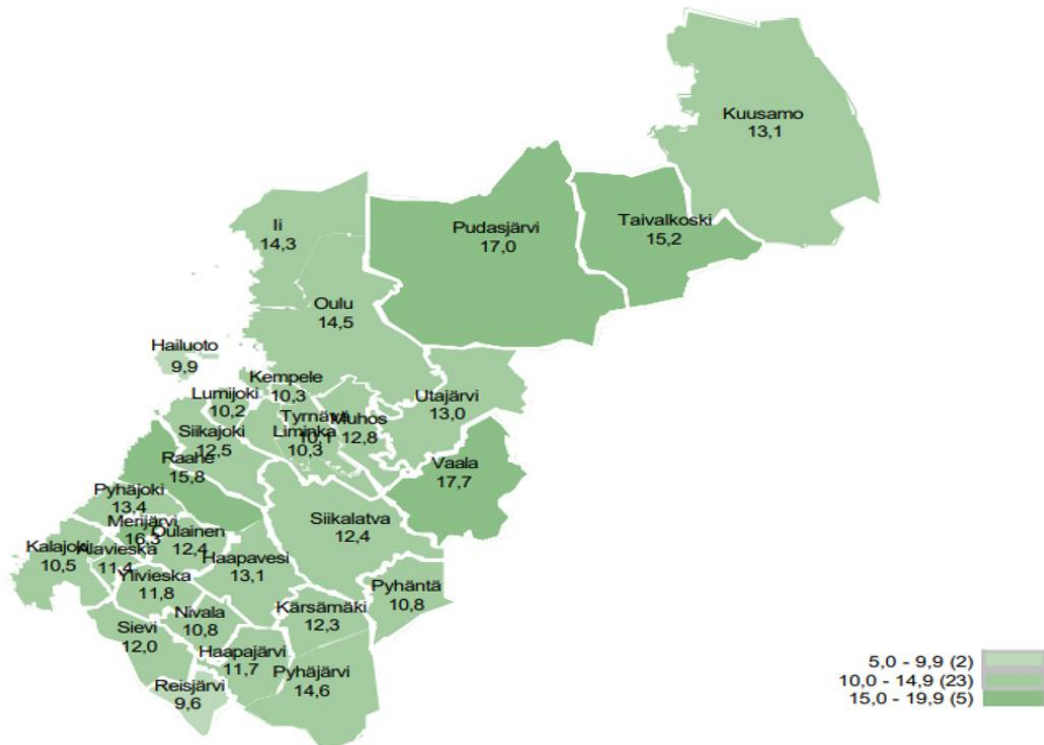 Kuusamo
13,1
Taivalkoski
15,2
Pudasjärvi
17,0
Ii
14,3
Oulu
14,5
Hailuoto
9,9
Kempele
10,3
Lumijoki
10,2
Utajärvi
13,0
Tyrnävä
10,1
Muhos
12,8
Liminka
10,3
Siikajoki
12,5
Raahe
15,8
Vaala
17,7
Pyhäjoki
13,4
Merijärvi
16,3
Oulainen
12,4
Siikalatva
12,4
Kalajoki
10,5
Alavieska
11,4
Haapavesi
13,1
Ylivieska
11,8
Pyhäntä
10,8
Kärsämäki
12,3
Nivala
10,8
Sievi
12,0
Haapajärvi
11,7
Pyhäjärvi
14,6
Reisjärvi
9,6
5,0 - 9,9 (2)
10,0 - 14,9 (23)
15,0 - 19,9 (5)